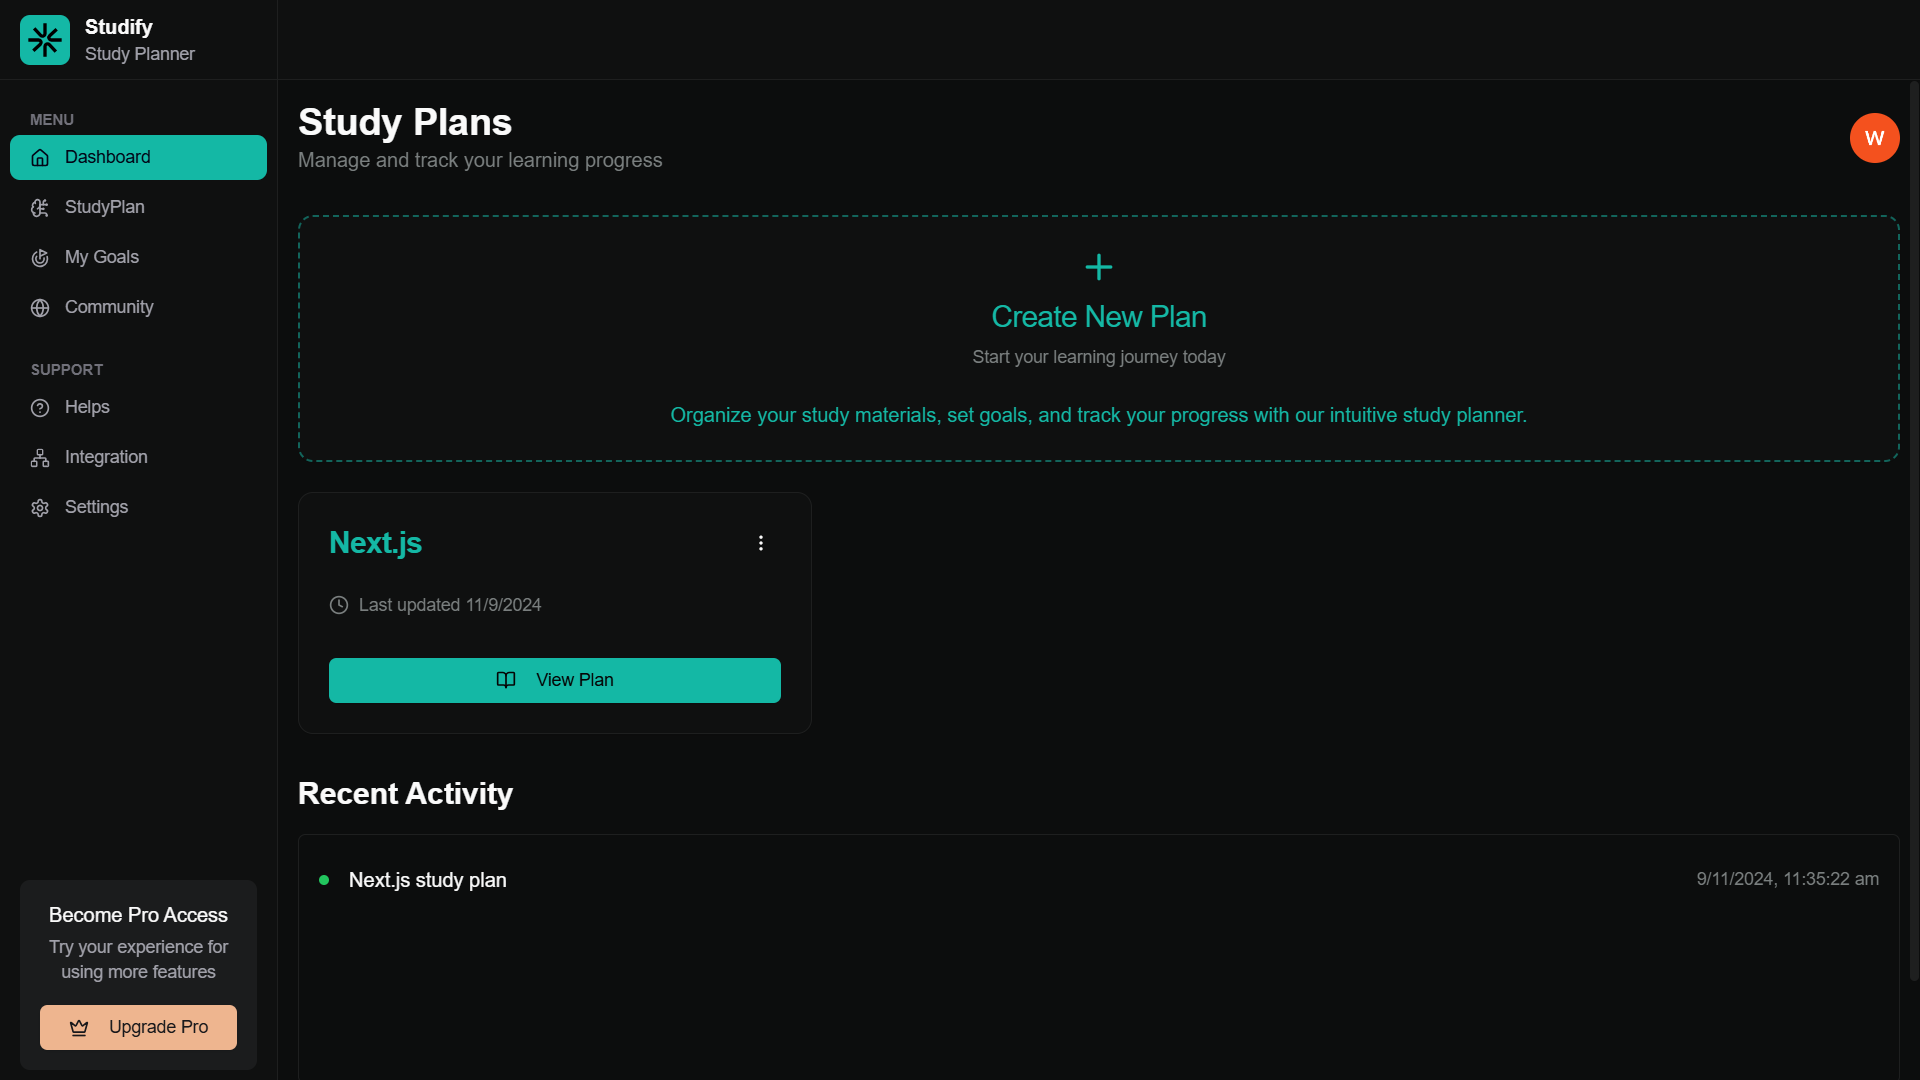 Studify
Study Planner
MENU
Dashboard
StudyPlan
My Goals
Community
SUPPORT
Helps
Integration
Settings
Become Pro Access
Try your experience for
using more features
Upgrade Pro
Study Plans
Manage and track your learning progress
W
Create New Plan
Start your learning journey today
Organize your study materials, set goals, and track your progress with our intuitive study planner.
Next.js
Last updated 11/9/2024
View Plan
Recent Activity
Next.js study plan
9/11/2024, 11:35:22 am